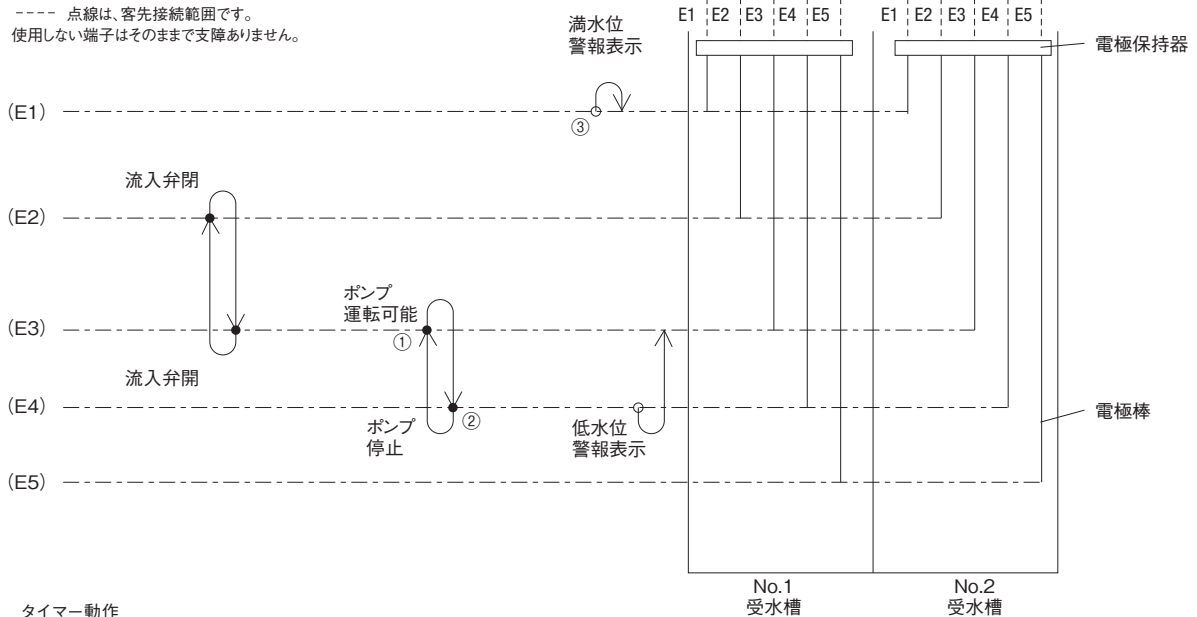 ---- 点線は、客先接続範囲です。
使用しない端子はそのままで支障ありません。
E1 E2 E3 E4 E5
E1 E2 E3 E4 E5
満水位
警報表示
電極保持器
(E1)
③
流入弁閉
(E2)
ポンプ
運転可能
(E3)
①
流入弁開
(E4)
②
ポンプ
停止
低水位
警報表示
電極棒
(E5)
No.1
受水槽
No.2
受水槽
タイマー動作